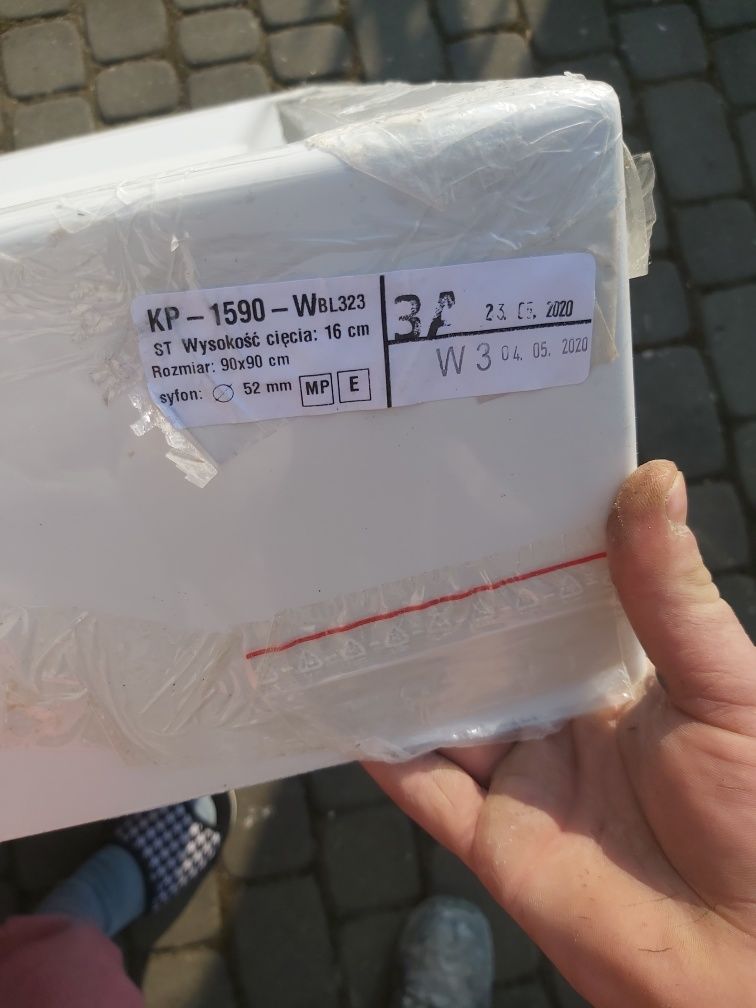 KP – 1590 – WBL323
ST Wysokość cięcia: 16 cm
Rozmiar: 90x90 cm
syfon: ∅ 52 mm MP E
3A 23. 05. 2020
W 3 04. 05. 2020